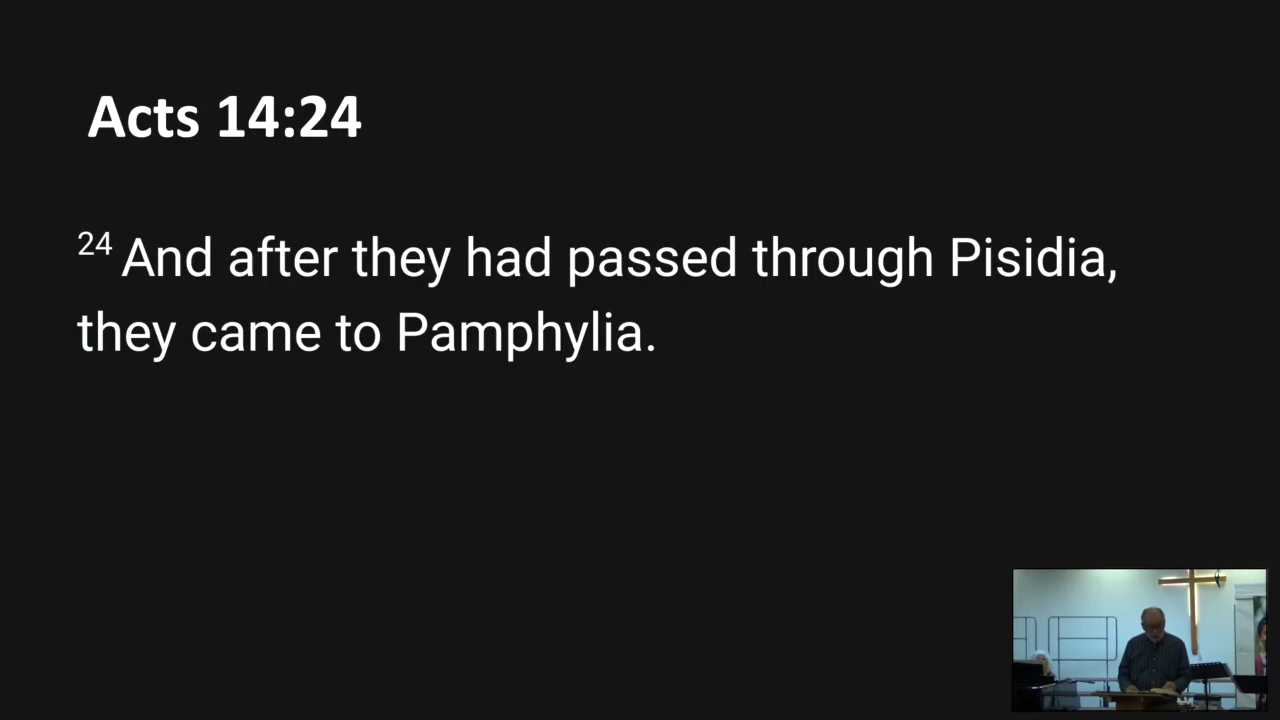 Acts 14:24
24 And after they had passed through Pisidia,
they came to Pamphylia.